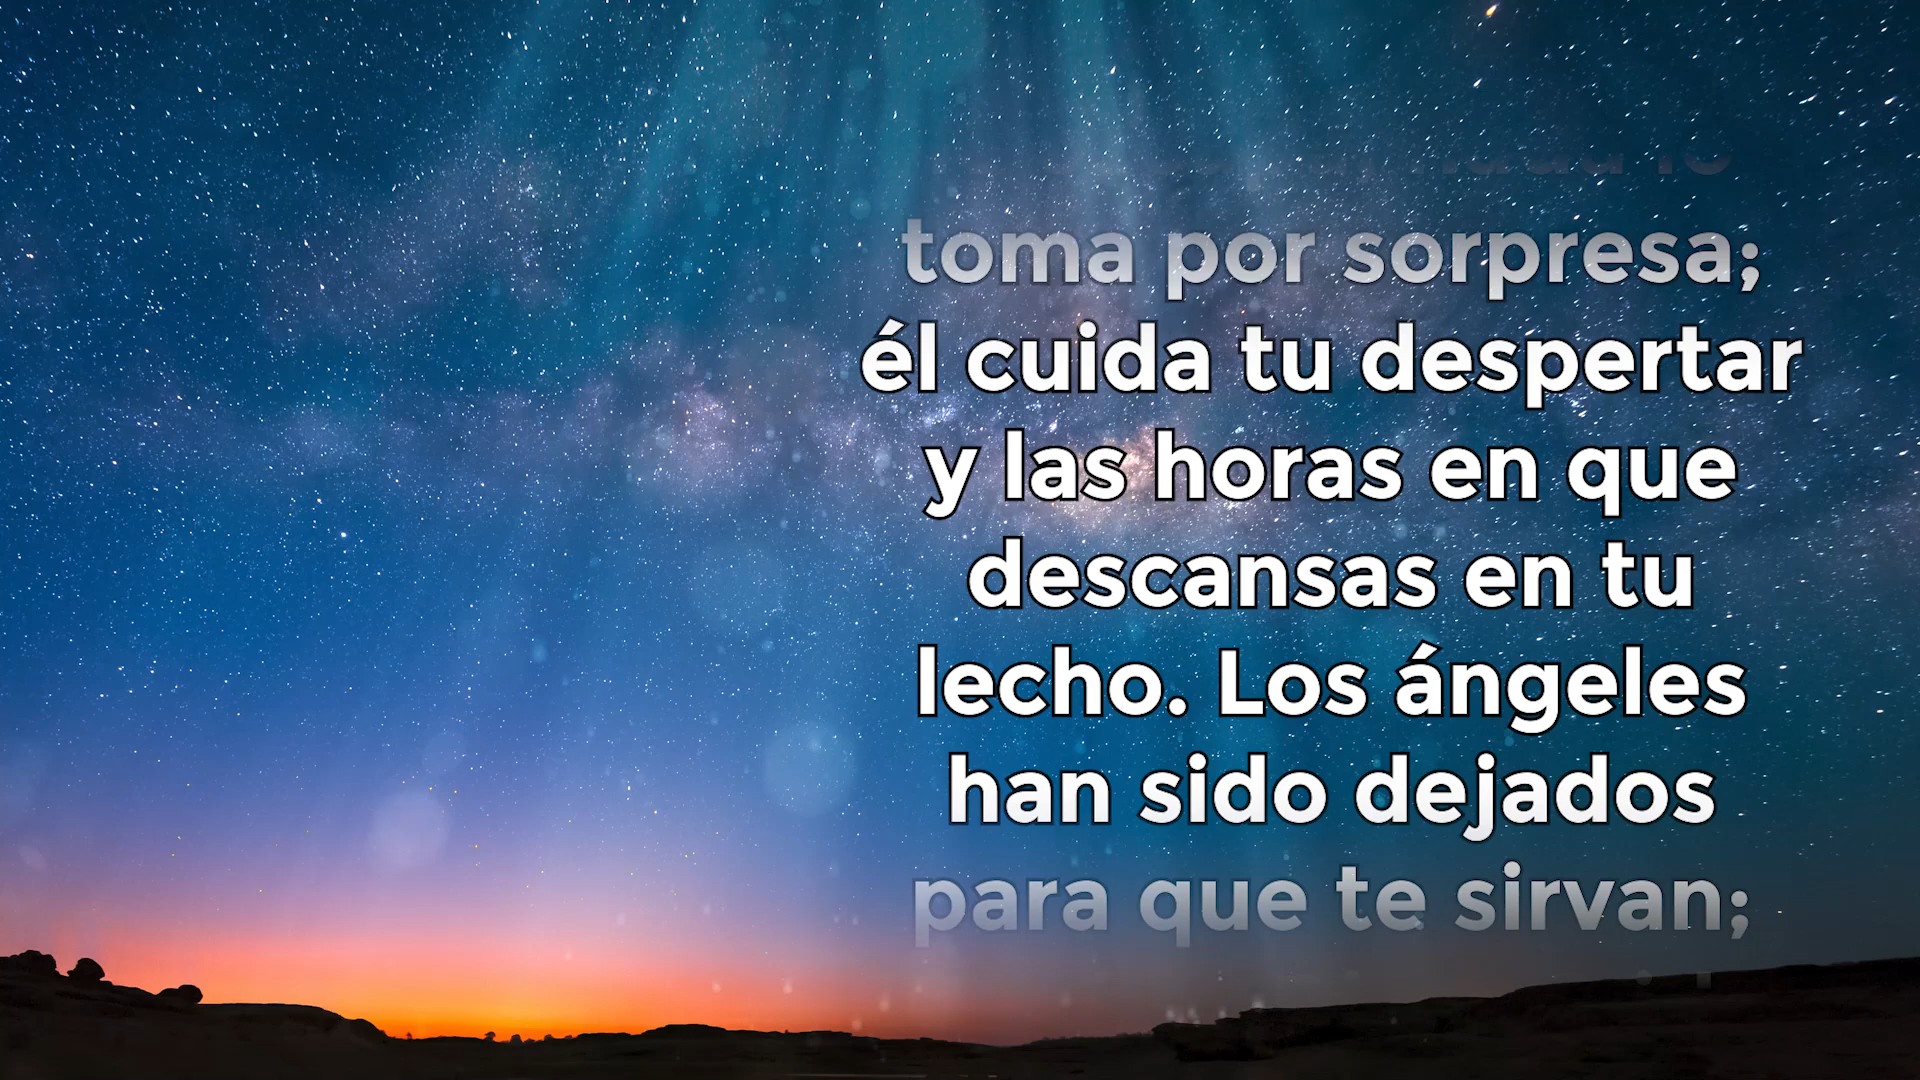 toma por sorpresa;
él cuida tu despertar
y las horas en que
descansas en tu
lecho. Los ángeles
han sido dejados
para que te sirvan;